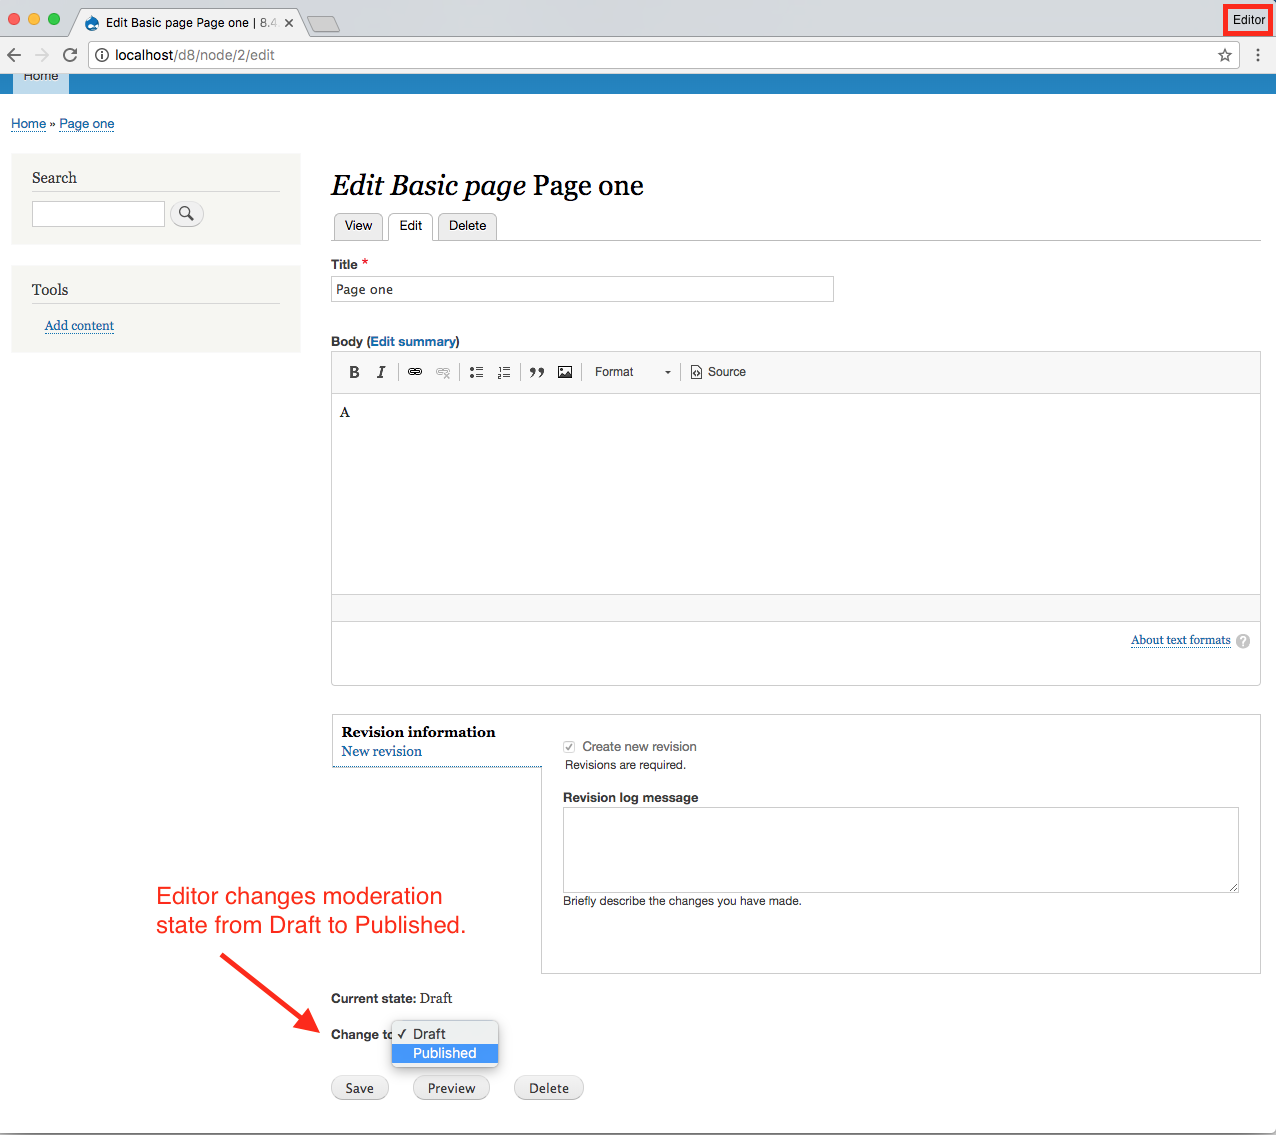 Edit Basic page Page one | 8.4
Editor
localhost/d8/node/2/edit
Home
Home » Page one
Search
Edit Basic page Page one
View Edit Delete
Tools
Add content
Title *
Page one
Body (Edit summary)
B I Format Source
A
About text formats ?
Revision information
New revision
Create new revision
Revisions are required.
Revision log message
Briefly describe the changes you have made.
Editor changes moderation
state from Draft to Published.
Current state: Draft
Change to ✓ Draft
Published
Save Preview Delete